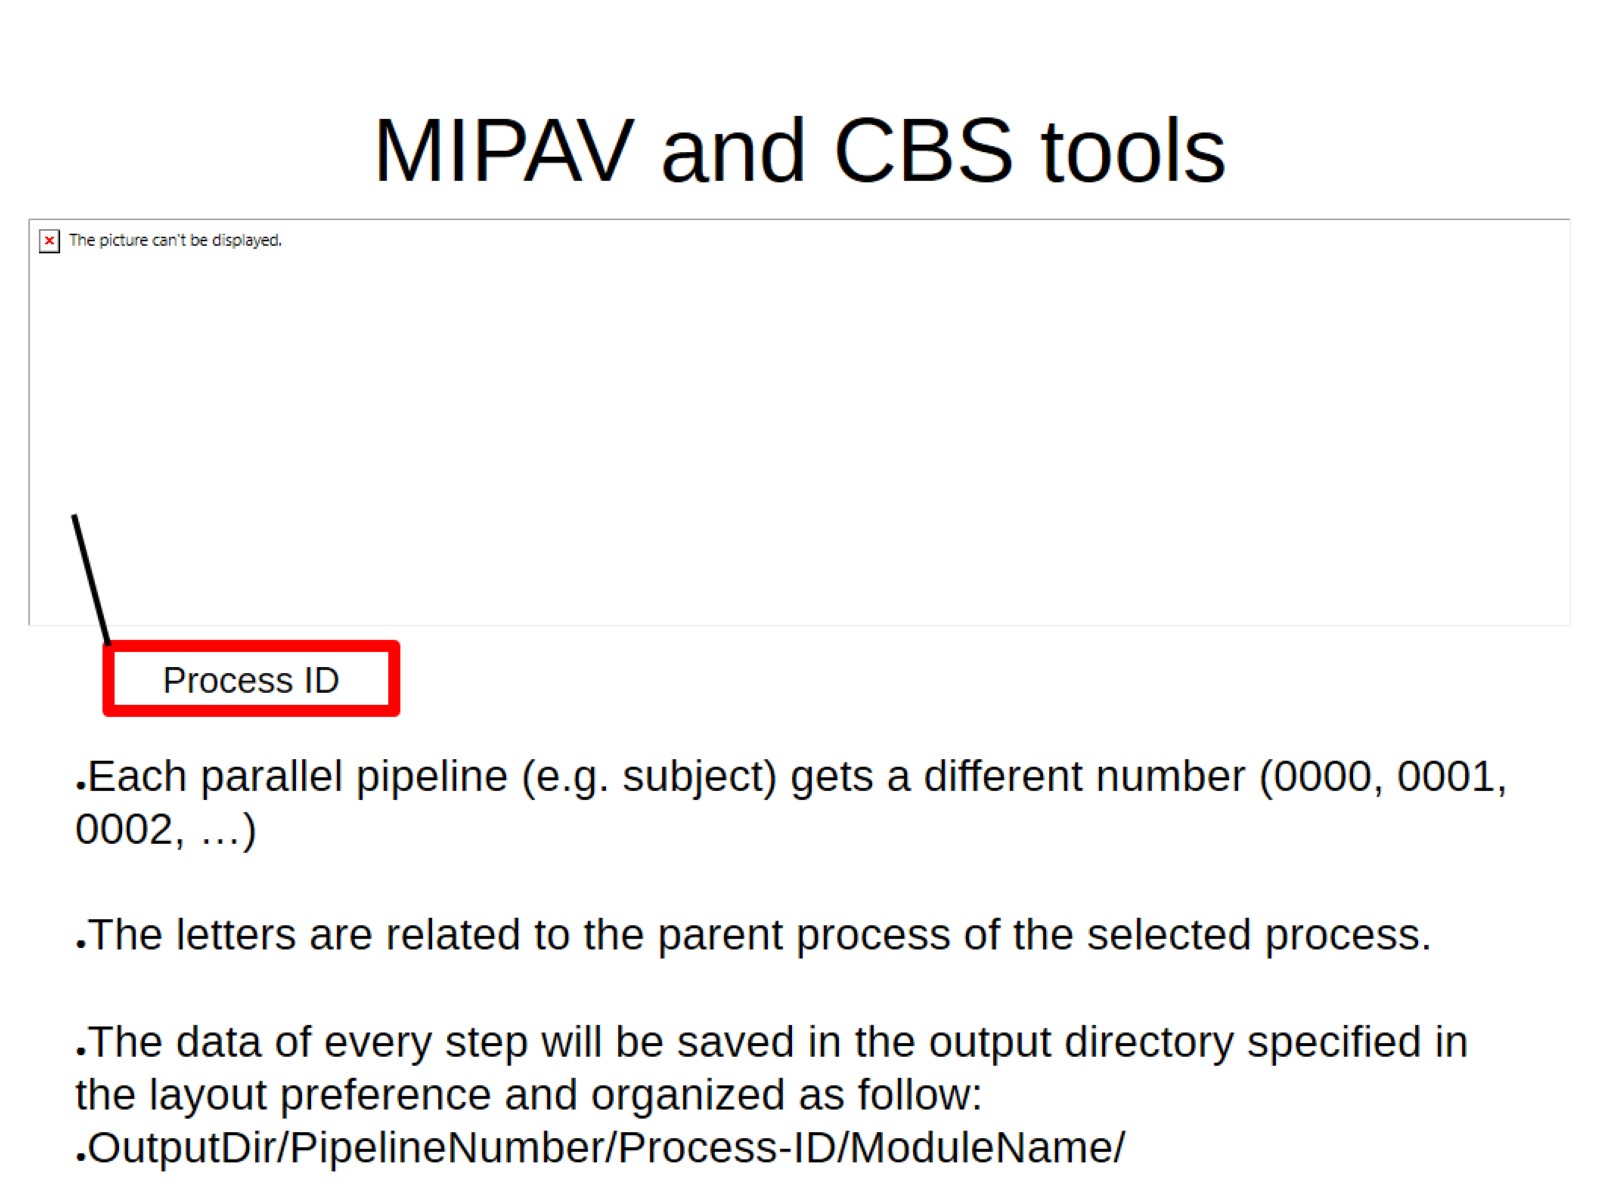 MIPAV and CBS tools
The picture can't be displayed.
Process ID
•Each parallel pipeline (e.g. subject) gets a different number (0000, 0001,
0002, …)
•The letters are related to the parent process of the selected process.
•The data of every step will be saved in the output directory specified in
the layout preference and organized as follow:
•OutputDir/PipelineNumber/Process-ID/ModuleName/